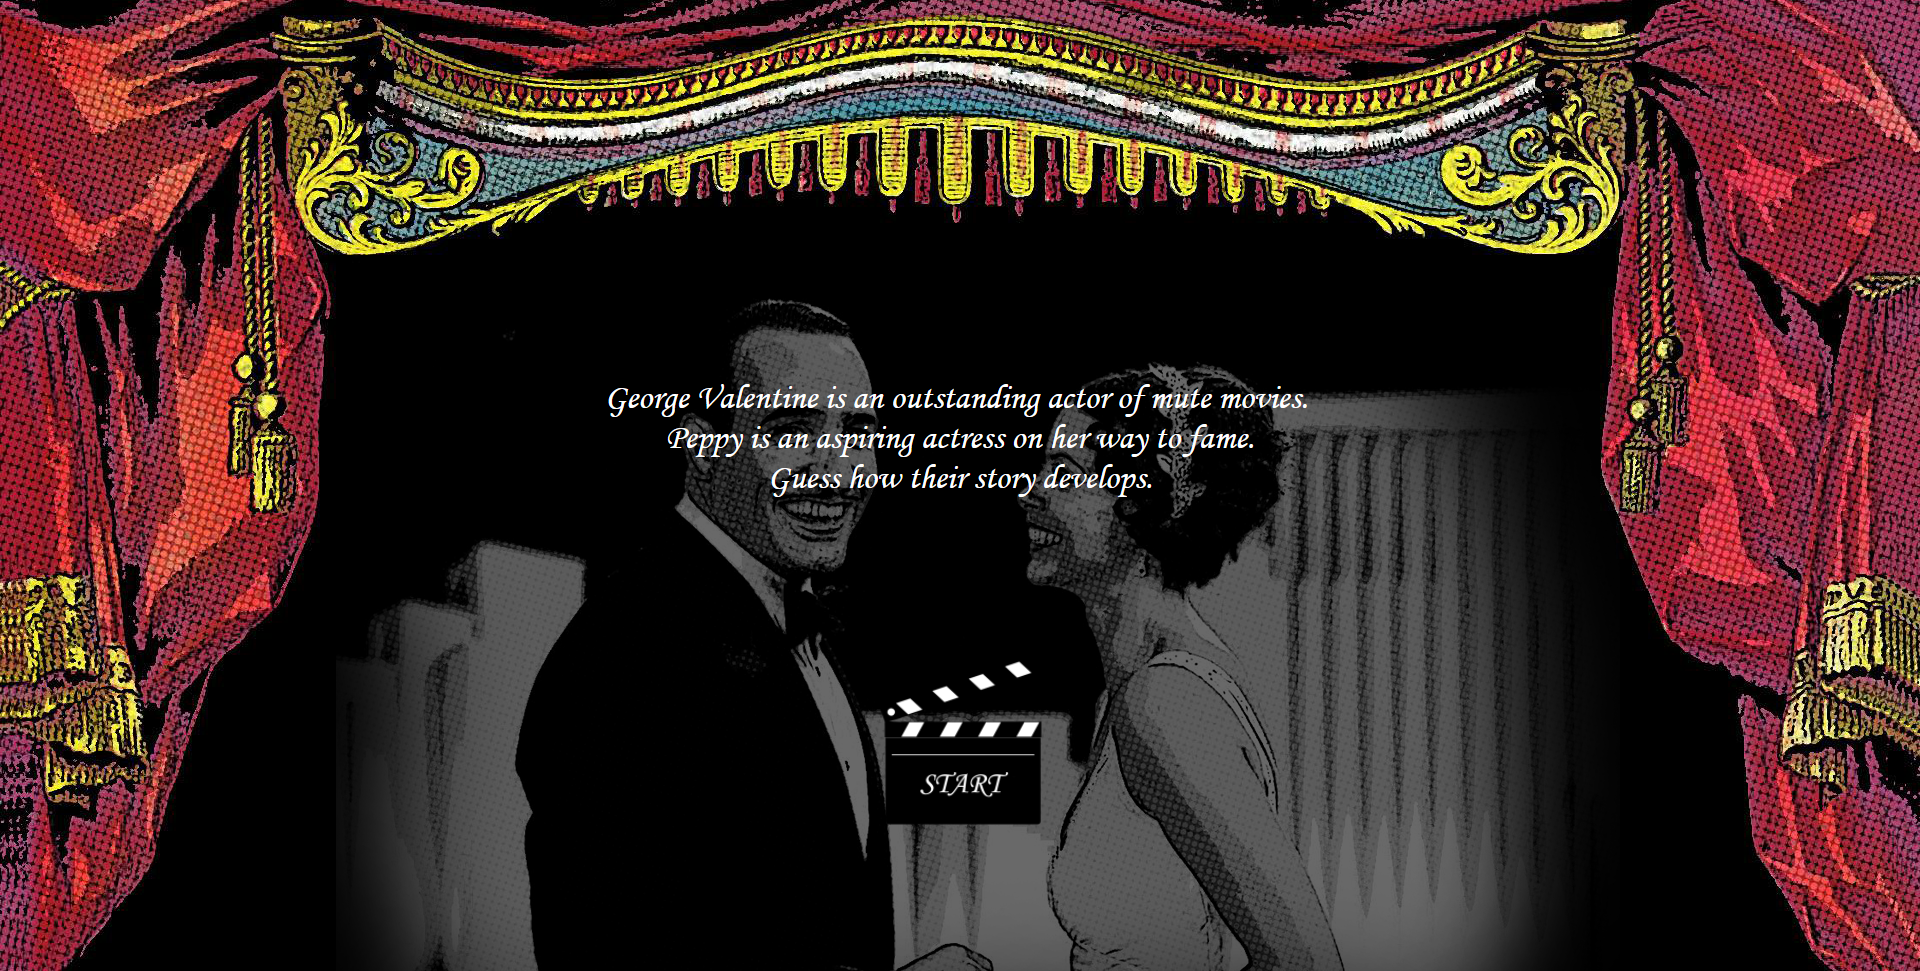 George Valentine is an outstanding actor of mute movies.
Peppy is an aspiring actress on her way to fame.
Guess how their story develops.
START